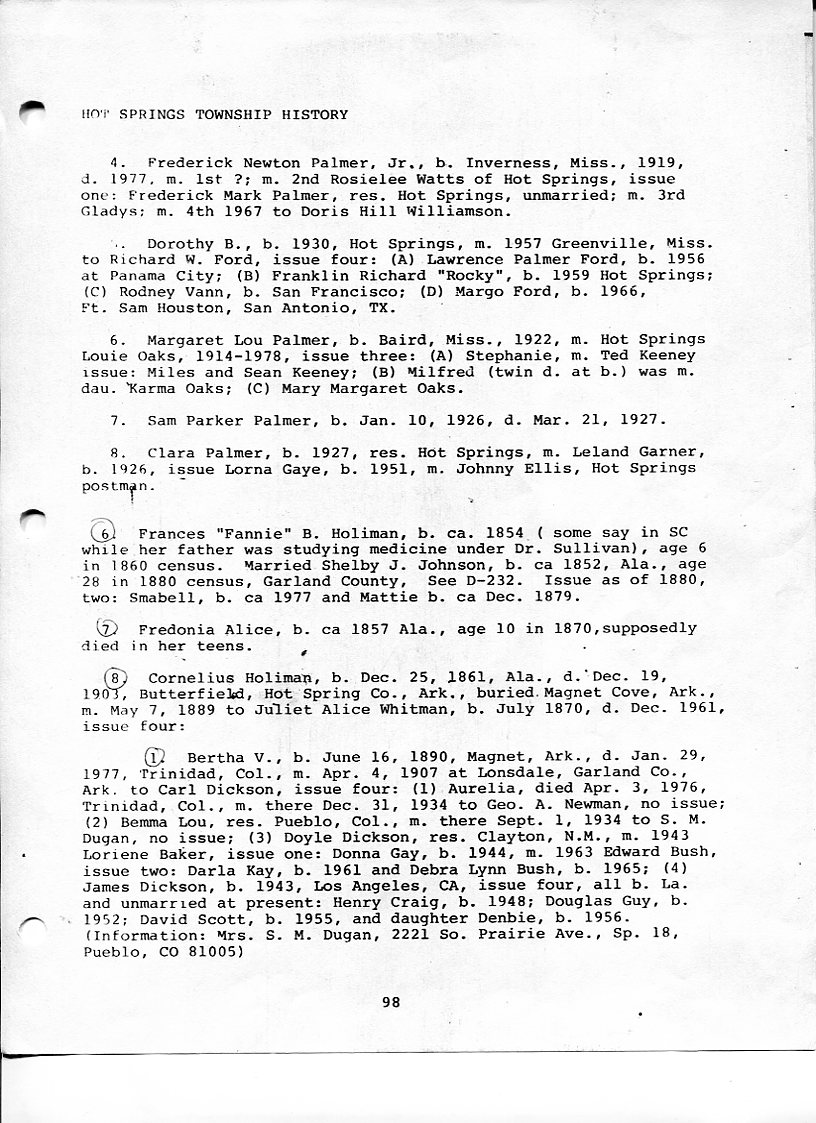 HOT SPRINGS TOWNSHIP HISTORY
4. Frederick Newton Palmer, Jr., b. Inverness, Miss., 1919,
d. 1977, m. 1st ?; m. 2nd Rosielee Watts of Hot Springs, issue
one: Frederick Mark Palmer, res. Hot Springs, unmarried; m. 3rd
Gladys; m. 4th 1967 to Doris Hill Williamson.
Dorothy B., b. 1930, Hot Springs, m. 1957 Greenville, Miss.
to Richard W. Ford, issue four: (A) Lawrence Palmer Ford, b. 1956
at Panama City; (B) Franklin Richard "Rocky", b. 1959 Hot Springs;
(C) Rodney Vann, b. San Francisco; (D) Margo Ford, b. 1966,
Ft. Sam Houston, San Antonio, TX.
6. Margaret Lou Palmer, b. Baird, Miss., 1922, m. Hot Springs
Louie Oaks, 1914-1978, issue three: (A) Stephanie, m. Ted Keeney
issue: Miles and Sean Keeney; (B) Milfred (twin d. at b.) was m.
dau. Karma Oaks; (C) Mary Margaret Oaks.
7. Sam Parker Palmer, b. Jan. 10, 1926, d. Mar. 21, 1927.
8. Clara Palmer, b. 1927, res. Hot Springs, m. Leland Garner,
b. 1926, issue Lorna Gaye, b. 1951, m. Johnny Ellis, Hot Springs
postman.
6 Frances "Fannie" B. Holiman, b. ca. 1854 ( some say in SC
while her father was studying medicine under Dr. Sullivan), age 6
in 1860 census. Married Shelby J. Johnson, b. ca 1852, Ala., age
28 in 1880 census, Garland County, See D-232. Issue as of 1880,
two: Smabell, b. ca 1977 and Mattie b. ca Dec. 1879.
7 Fredonia Alice, b. ca 1857 Ala., age 10 in 1870,supposedly
died in her teens.
8 Cornelius Holiman, b. Dec. 25, 1861, Ala., d. Dec. 19,
1903, Butterfield, Hot Spring Co., Ark., buried Magnet Cove, Ark.,
m. May 7, 1889 to Juliet Alice Whitman, b. July 1870, d. Dec. 1961,
issue four:
1 Bertha V., b. June 16, 1890, Magnet, Ark., d. Jan. 29,
1977, Trinidad, Col., m. Apr. 4, 1907 at Lonsdale, Garland Co.,
Ark. to Carl Dickson, issue four: (1) Aurelia, died Apr. 3, 1976,
Trinidad, Col., m. there Dec. 31, 1934 to Geo. A. Newman, no issue;
(2) Bemma Lou, res. Pueblo, Col., m. there Sept. 1, 1934 to S. M.
Dugan, no issue; (3) Doyle Dickson, res. Clayton, N.M., m. 1943
Loriene Baker, issue one: Donna Gay, b. 1944, m. 1963 Edward Bush,
issue two: Darla Kay, b. 1961 and Debra Lynn Bush, b. 1965; (4)
James Dickson, b. 1943, Los Angeles, CA, issue four, all b. La.
and unmarried at present: Henry Craig, b. 1948; Douglas Guy, b.
1952; David Scott, b. 1955, and daughter Denbie, b. 1956.
(Information: Mrs. S. M. Dugan, 2221 So. Prairie Ave., Sp. 18,
Pueblo, CO 81005)
98